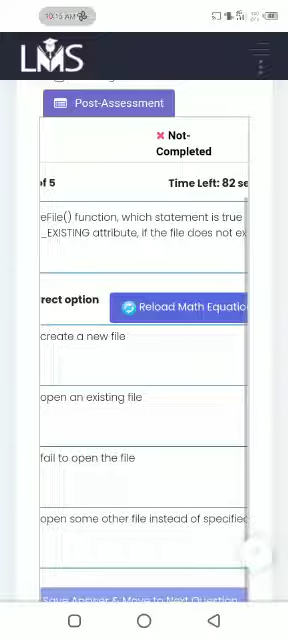 10:15 AM
LMS
Post-Assessment
× Not-
Completed
of 5
Time Left: 82 se
eFile() function, which statement is true
_EXISTING attribute, if the file does not ex
rect option
Reload Math Equatio
create a new file
open an existing file
fail to open the file
open some other file instead of specified
Save Answer & Move to Next Question